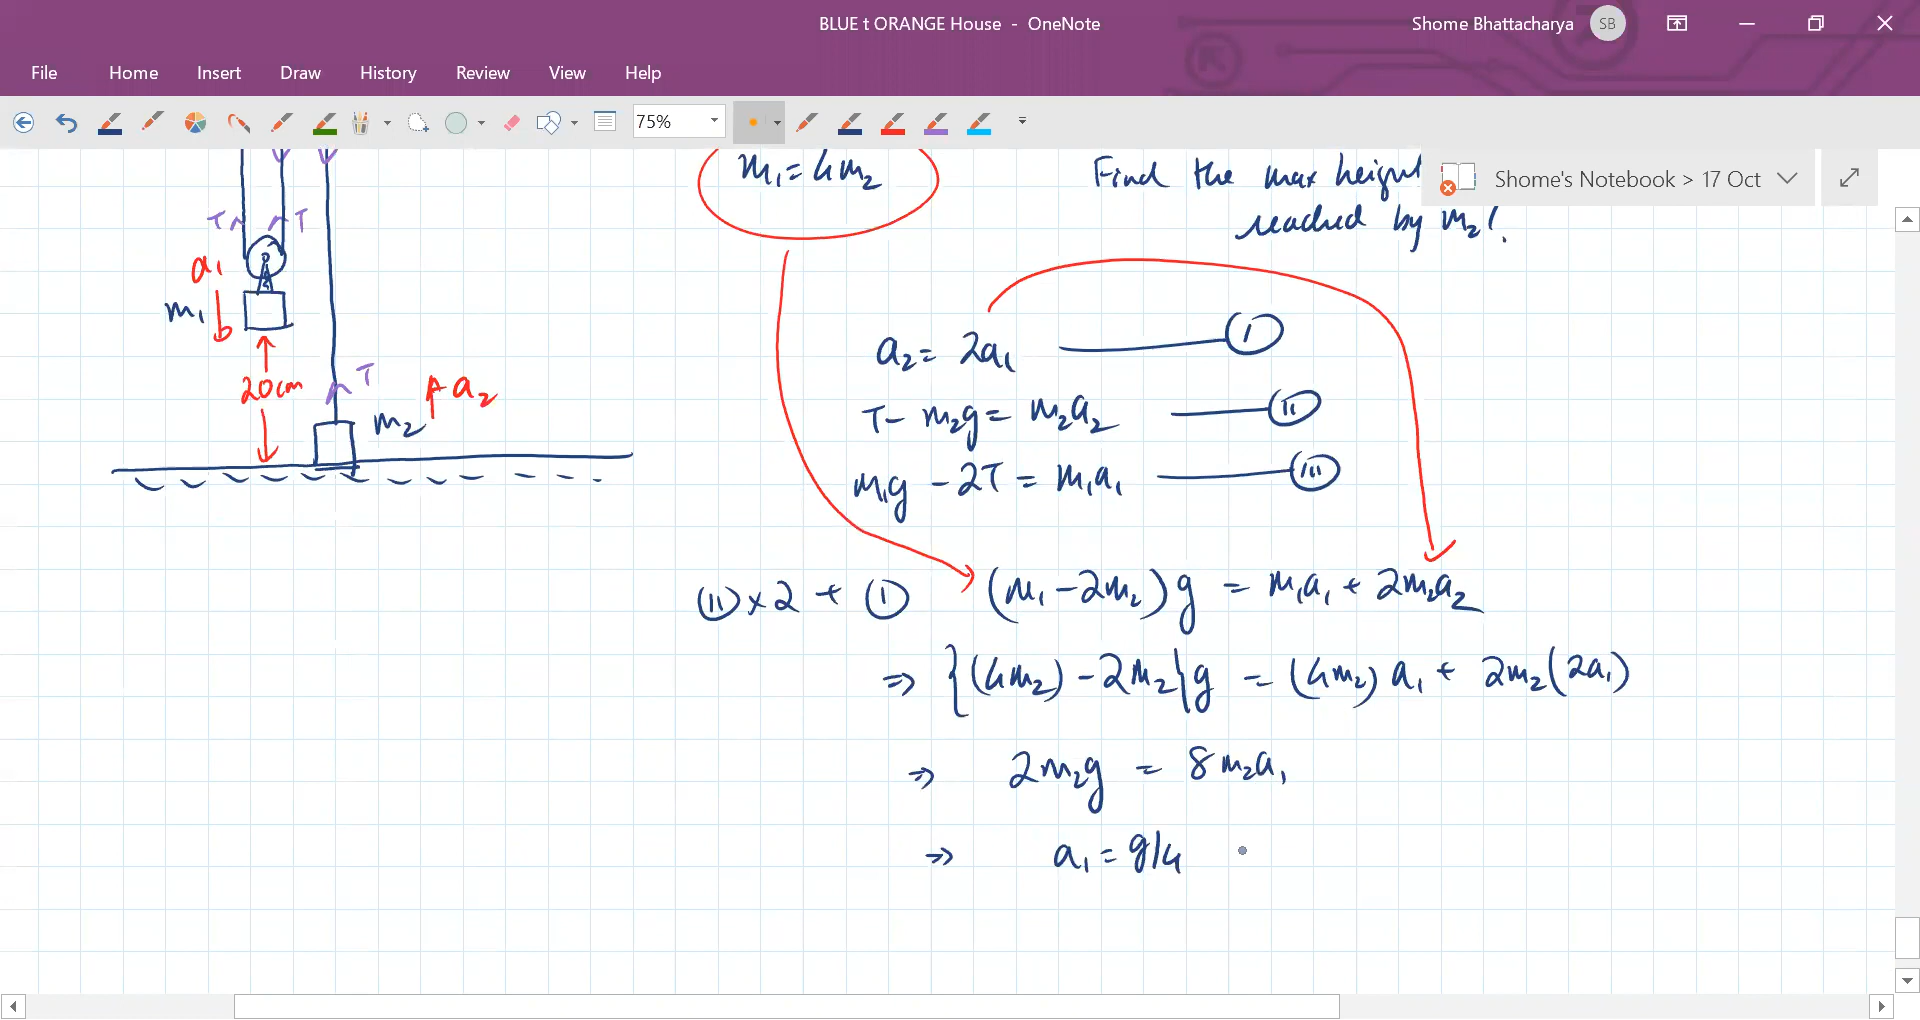 BLUE t ORANGE House - OneNote
Shome Bhattacharya SB
File Home Insert Draw History Review View Help
75%
Shome's Notebook > 17 Oct
m₁ = 4m₂
Find the max height
reached by m₂?
T T
a₁
m₁
20cm
T
a₂
m₂
a₂ = 2a₁ I
T - m₂g = m₂a₂ II
m₁g - 2T = m₁a₁ III
II × 2 + I (m₁ - 2m₂)g = m₁a₁ + 2m₂a₂
⇒ {(4m₂) - 2m₂}g = (4m₂)a₁ + 2m₂(2a₁)
⇒ 2m₂g = 8m₂a₁
⇒ a₁ = g/4